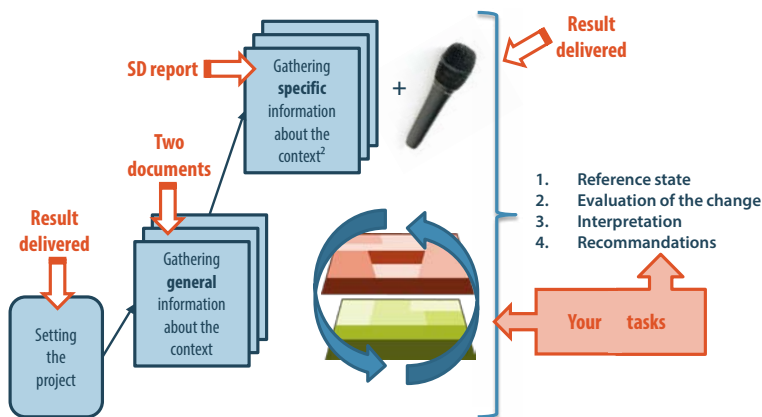 Result
delivered
SD report
Gathering
specific
information
about the
context²
+
Two
documents
Result
delivered
Gathering
general
information
about the
context
Setting
the
project
1. Reference state
2. Evaluation of the change
3. Interpretation
4. Recommandations
Your tasks